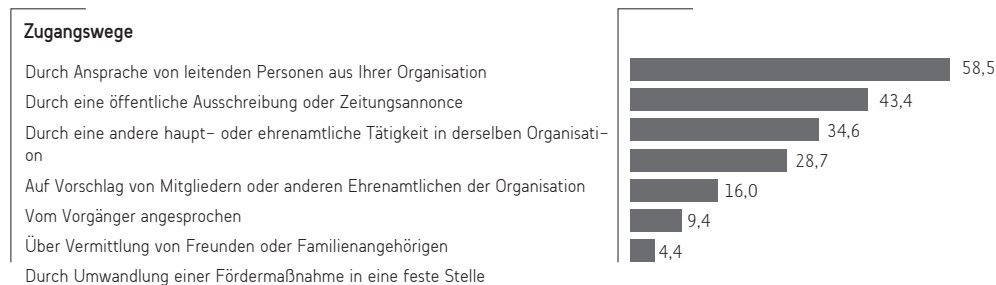 Zugangswege
Durch Ansprache von leitenden Personen aus Ihrer Organisation
Durch eine öffentliche Ausschreibung oder Zeitungsannonce
Durch eine andere haupt- oder ehrenamtliche Tätigkeit in derselben Organisati-
on
Auf Vorschlag von Mitgliedern oder anderen Ehrenamtlichen der Organisation
Vom Vorgänger angesprochen
Über Vermittlung von Freunden oder Familienangehörigen
Durch Umwandlung einer Fördermaßnahme in eine feste Stelle
58,5
43,4
34,6
28,7
16,0
9,4
4,4